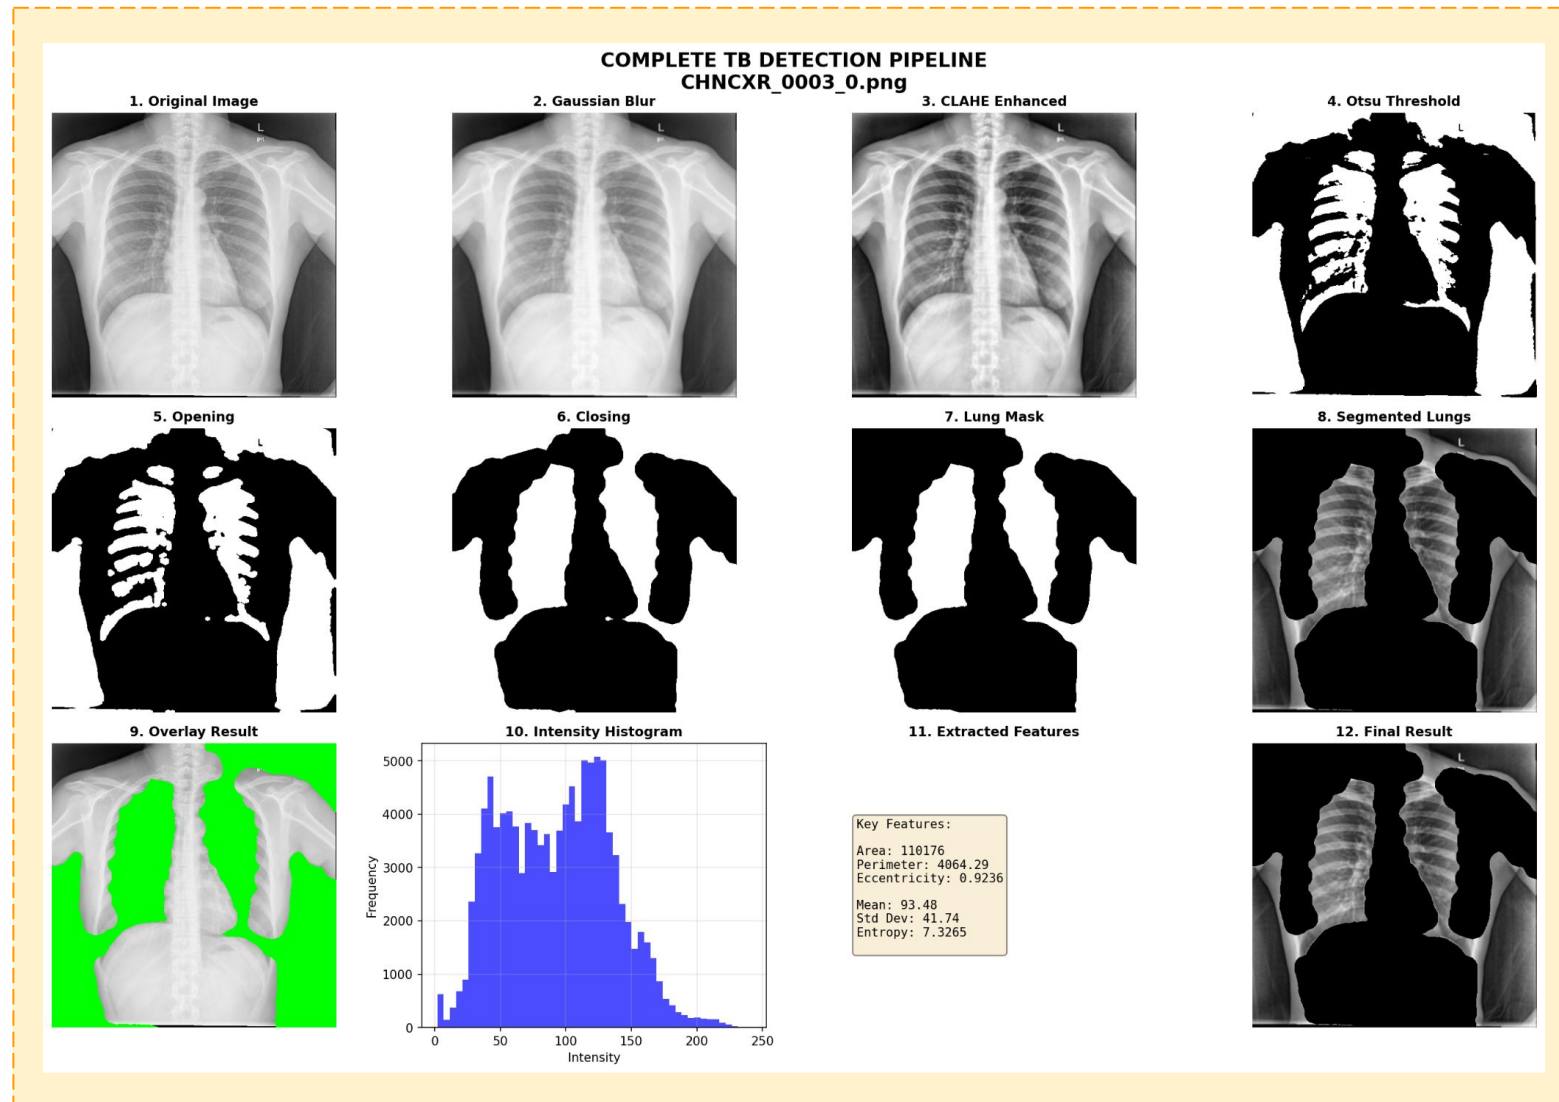 COMPLETE TB DETECTION PIPELINE
CHNCXR_0003_0.png
1. Original Image
2. Gaussian Blur
3. CLAHE Enhanced
4. Otsu Threshold
L
L
L
L
5. Opening
6. Closing
7. Lung Mask
8. Segmented Lungs
L
L
9. Overlay Result
10. Intensity Histogram
11. Extracted Features
12. Final Result
L
Frequency
5000
4000
3000
2000
1000
0
0
50
100
150
200
250
Intensity
Key Features:
Area: 110176
Perimeter: 4064.29
Eccentricity: 0.9236
Mean: 93.48
Std Dev: 41.74
Entropy: 7.3265